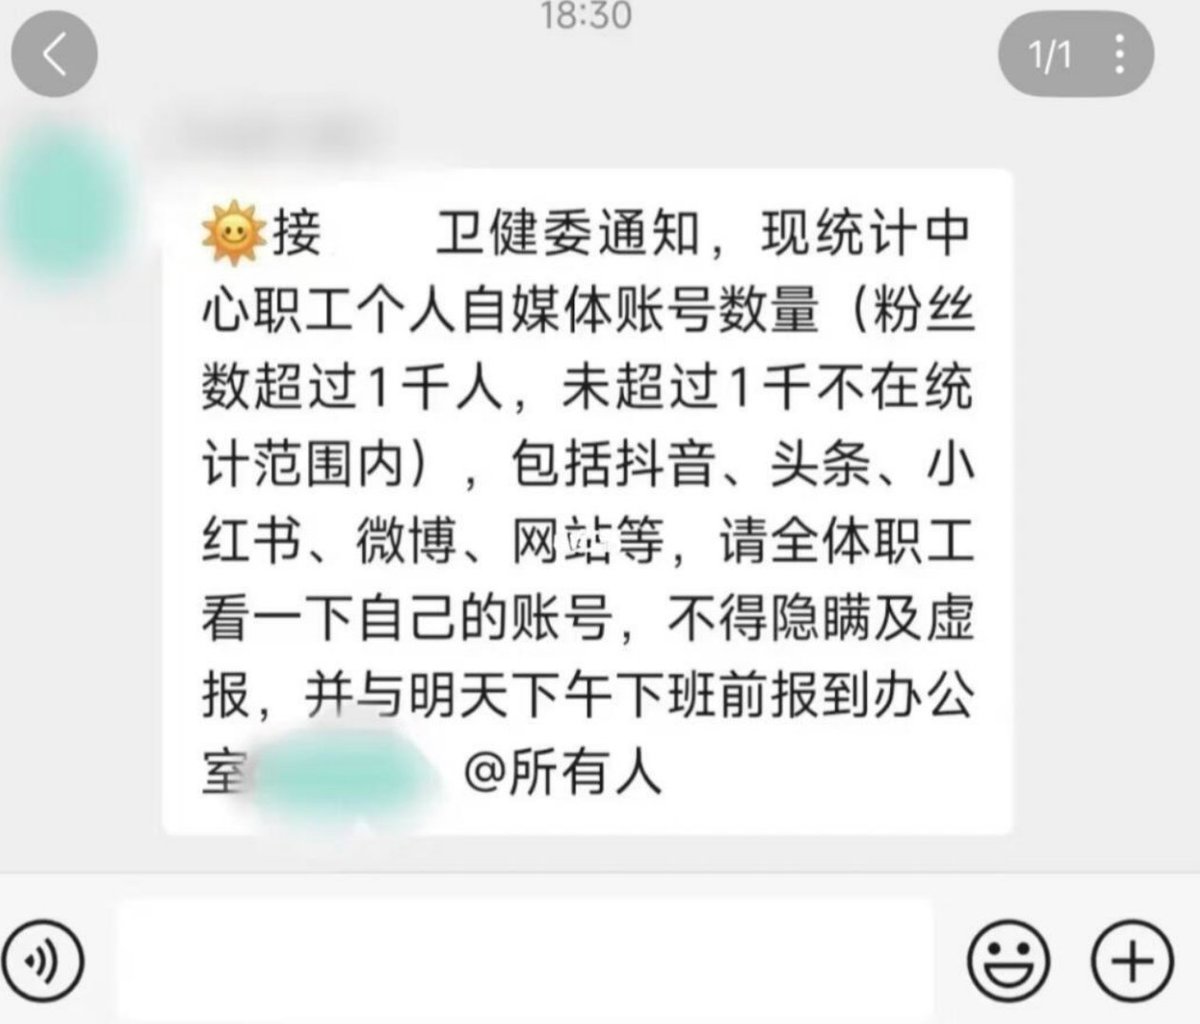 18:30
1/1
接 卫健委通知，现统计中
心职工个人自媒体账号数量（粉丝
数超过1千人，未超过1千不在统
计范围内），包括抖音、头条、小
红书、微博、网站等，请全体职工
看一下自己的账号，不得隐瞒及虚
报，并与明天下午下班前报到办公
室 @所有人